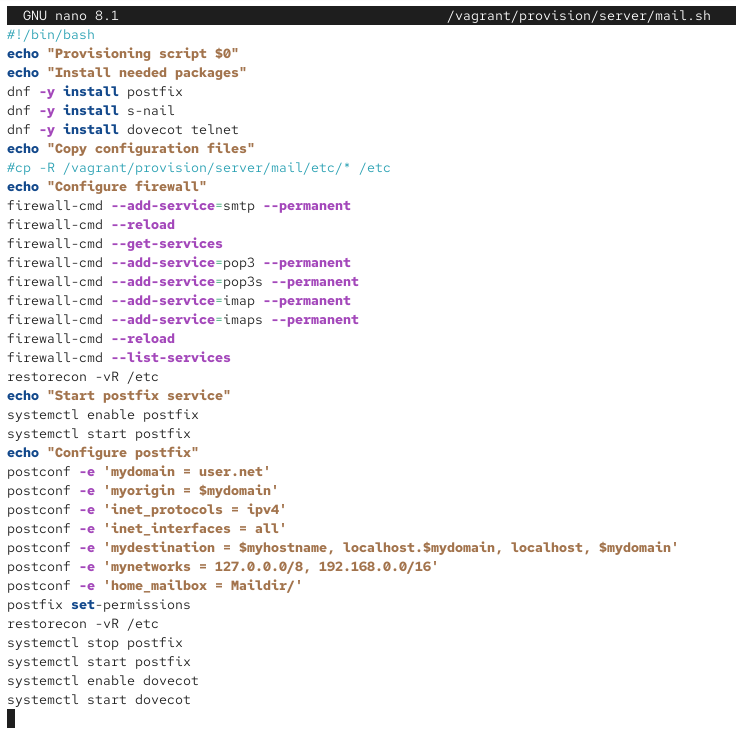 GNU nano 8.1 /vagrant/provision/server/mail.sh
#!/bin/bash
echo "Provisioning script $0"
echo "Install needed packages"
dnf -y install postfix
dnf -y install s-nail
dnf -y install dovecot telnet
echo "Copy configuration files"
#cp -R /vagrant/provision/server/mail/etc/* /etc
echo "Configure firewall"
firewall-cmd --add-service=smtp --permanent
firewall-cmd --reload
firewall-cmd --get-services
firewall-cmd --add-service=pop3 --permanent
firewall-cmd --add-service=pop3s --permanent
firewall-cmd --add-service=imap --permanent
firewall-cmd --add-service=imaps --permanent
firewall-cmd --reload
firewall-cmd --list-services
restorecon -vR /etc
echo "Start postfix service"
systemctl enable postfix
systemctl start postfix
echo "Configure postfix"
postconf -e 'mydomain = user.net'
postconf -e 'myorigin = $mydomain'
postconf -e 'inet_protocols = ipv4'
postconf -e 'inet_interfaces = all'
postconf -e 'mydestination = $myhostname, localhost.$mydomain, localhost, $mydomain'
postconf -e 'mynetworks = 127.0.0.0/8, 192.168.0.0/16'
postconf -e 'home_mailbox = Maildir/'
postfix set-permissions
restorecon -vR /etc
systemctl stop postfix
systemctl start postfix
systemctl enable dovecot
systemctl start dovecot